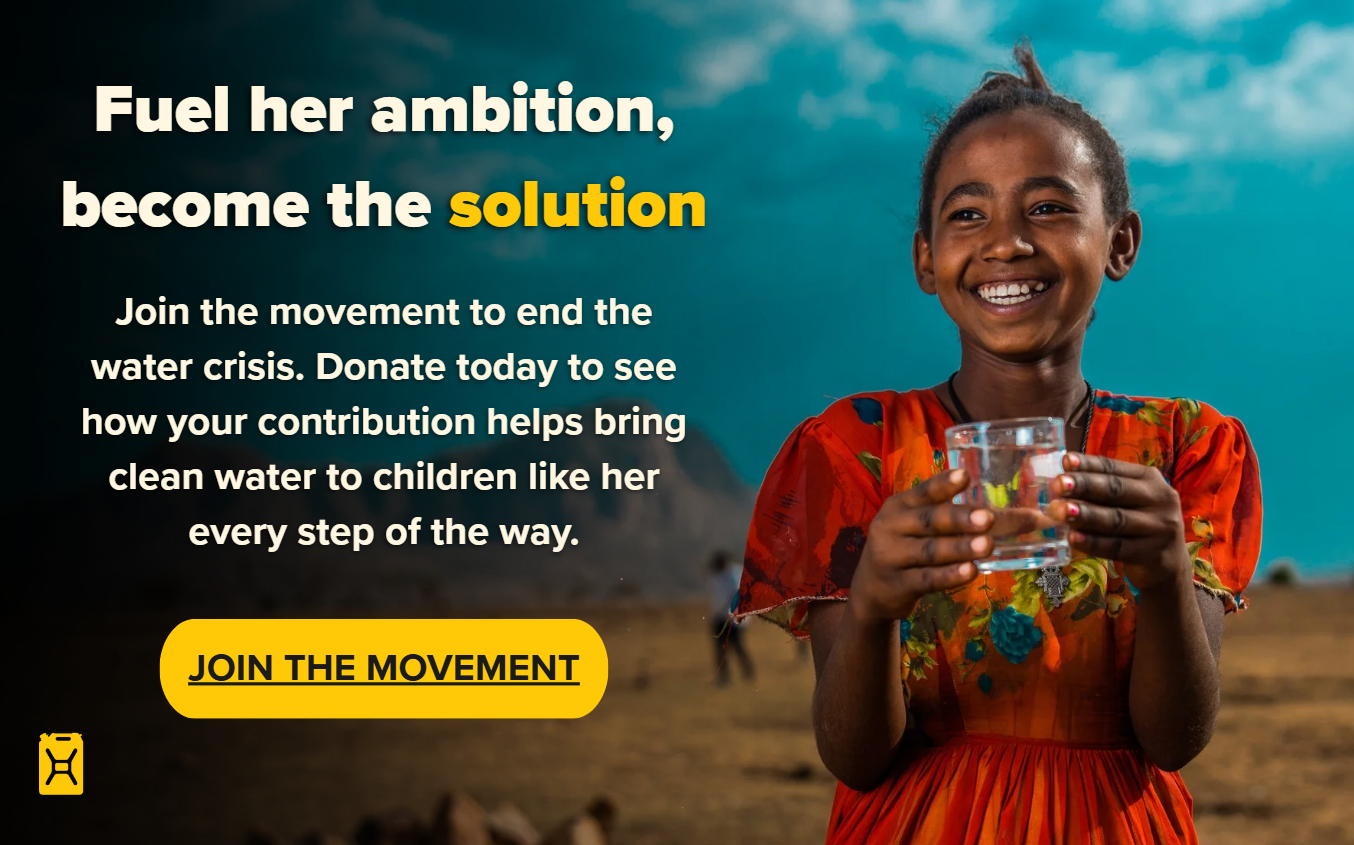 Fuel her ambition,
become the solution
Join the movement to end the
water crisis. Donate today to see
how your contribution helps bring
clean water to children like her
every step of the way.
JOIN THE MOVEMENT